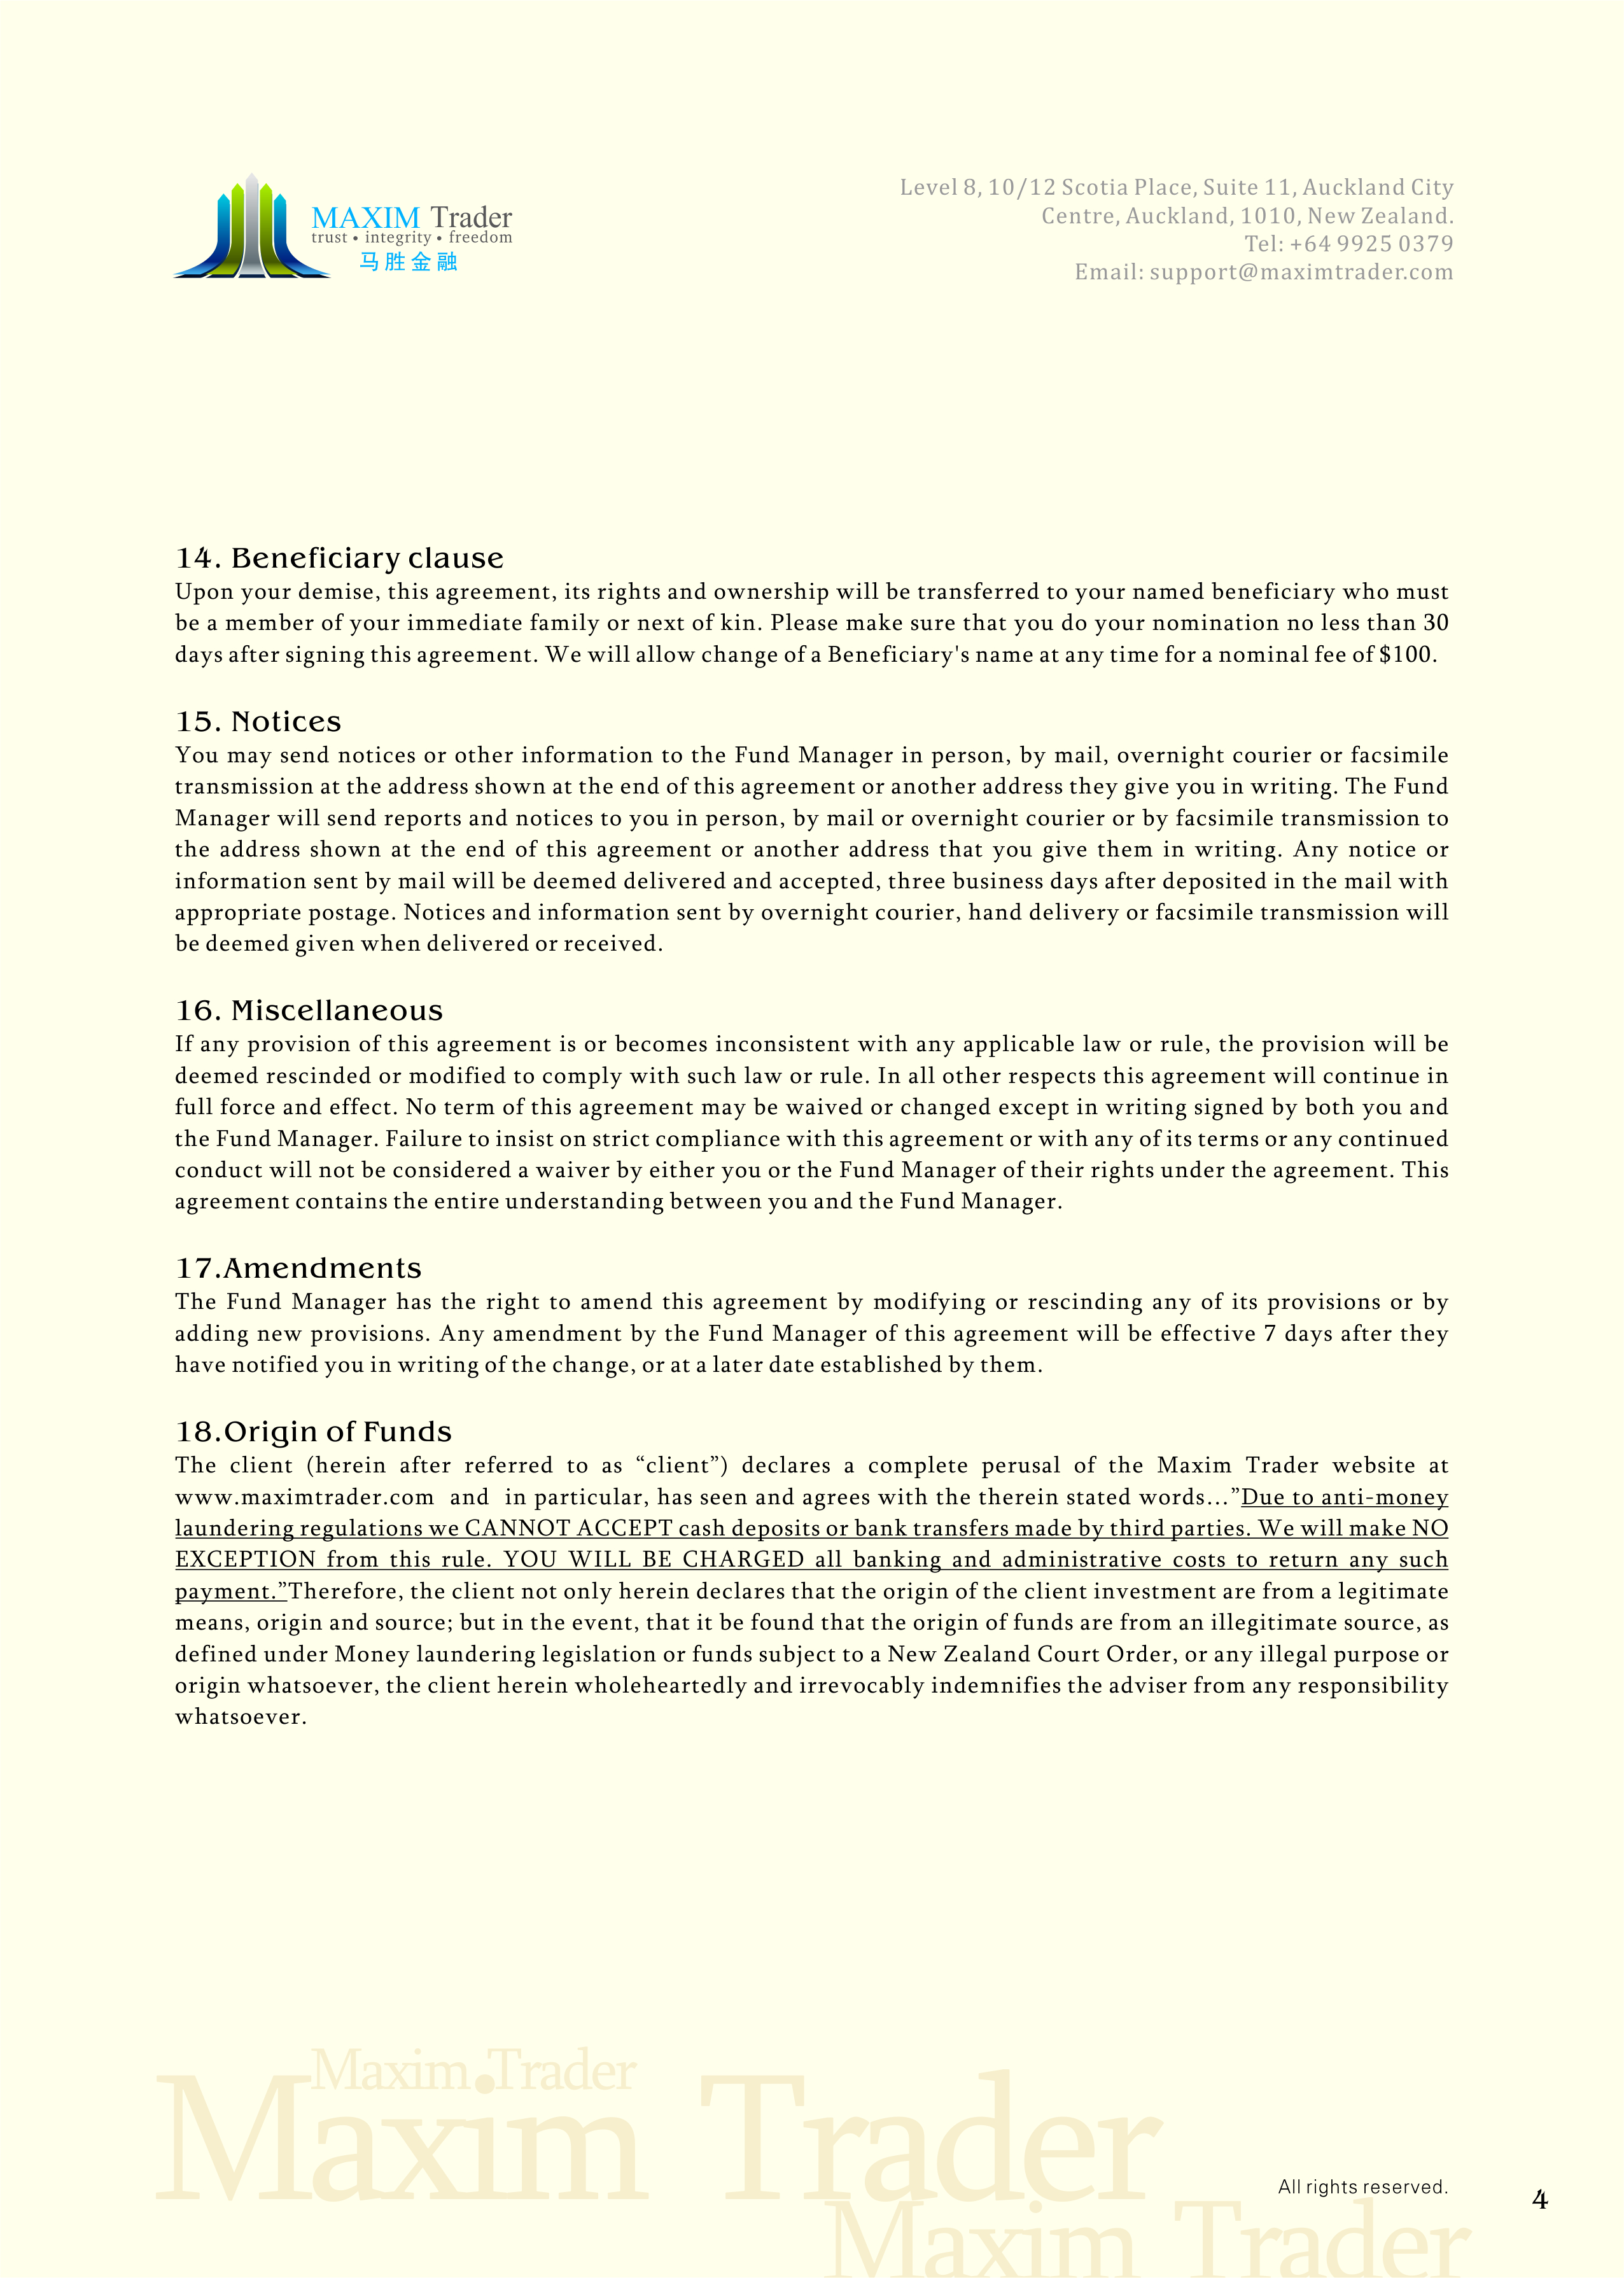 MAXIM Trader
trust • integrity • freedom
马胜金融
Level 8, 10/12 Scotia Place, Suite 11, Auckland City
Centre, Auckland, 1010, New Zealand.
Tel: +64 9925 0379
Email: support@maximtrader.com
14. Beneficiary clause
Upon your demise, this agreement, its rights and ownership will be transferred to your named beneficiary who must
be a member of your immediate family or next of kin. Please make sure that you do your nomination no less than 30
days after signing this agreement. We will allow change of a Beneficiary's name at any time for a nominal fee of $100.
15. Notices
You may send notices or other information to the Fund Manager in person, by mail, overnight courier or facsimile
transmission at the address shown at the end of this agreement or another address they give you in writing. The Fund
Manager will send reports and notices to you in person, by mail or overnight courier or by facsimile transmission to
the address shown at the end of this agreement or another address that you give them in writing. Any notice or
information sent by mail will be deemed delivered and accepted, three business days after deposited in the mail with
appropriate postage. Notices and information sent by overnight courier, hand delivery or facsimile transmission will
be deemed given when delivered or received.
16. Miscellaneous
If any provision of this agreement is or becomes inconsistent with any applicable law or rule, the provision will be
deemed rescinded or modified to comply with such law or rule. In all other respects this agreement will continue in
full force and effect. No term of this agreement may be waived or changed except in writing signed by both you and
the Fund Manager. Failure to insist on strict compliance with this agreement or with any of its terms or any continued
conduct will not be considered a waiver by either you or the Fund Manager of their rights under the agreement. This
agreement contains the entire understanding between you and the Fund Manager.
17.Amendments
The Fund Manager has the right to amend this agreement by modifying or rescinding any of its provisions or by
adding new provisions. Any amendment by the Fund Manager of this agreement will be effective 7 days after they
have notified you in writing of the change, or at a later date established by them.
18.Origin of Funds
The client (herein after referred to as “client”) declares a complete perusal of the Maxim Trader website at
www.maximtrader.com and in particular, has seen and agrees with the therein stated words...”Due to anti-money
laundering regulations we CANNOT ACCEPT cash deposits or bank transfers made by third parties. We will make NO
EXCEPTION from this rule. YOU WILL BE CHARGED all banking and administrative costs to return any such
payment.”Therefore, the client not only herein declares that the origin of the client investment are from a legitimate
means, origin and source; but in the event, that it be found that the origin of funds are from an illegitimate source, as
defined under Money laundering legislation or funds subject to a New Zealand Court Order, or any illegal purpose or
origin whatsoever, the client herein wholeheartedly and irrevocably indemnifies the adviser from any responsibility
whatsoever.
Maxim Trader
Maxim Trader
All rights reserved.
4
Maxim Trader